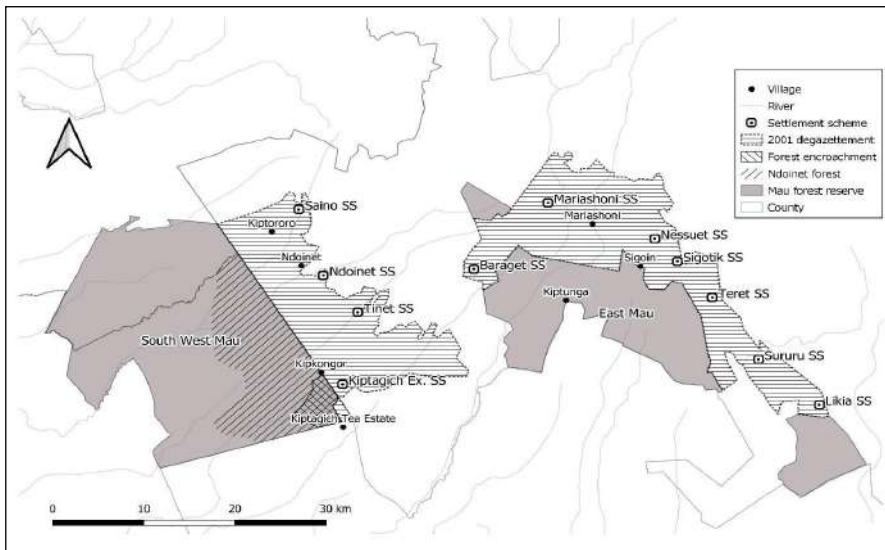 Village
River
Settlement scheme
2001 degazettement
Forest encroachment
Ndoinet forest
Mau forest reserve
County
Saino SS
Kiptororo
Ndoinet
Ndoinet SS
Tinet SS
South West Mau
Kipkongor
Kiptagich Ex. SS
Kiptagich Tea Estate
Mariashoni SS
Mariashoni
Nessuet SS
Sigotik SS
Sigoin
Baraget SS
Kiptunga
East Mau
Teret SS
Sururu SS
Likia SS
0 10 20 30 km